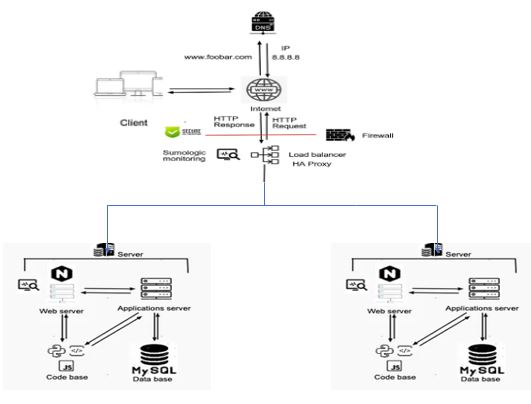 DNS
www.foobar.com
IP
8.8.8.8
WWW
Internet
Client
HTTP
Response
HTTP
Request
SECURE
Firewall
Sumologic
monitoring
Load balancer
HA Proxy
Server
N
Web server
Applications server
JS
Code base
MySQL
Data base
Server
N
Web server
Applications server
JS
Code base
MySQL
Data base